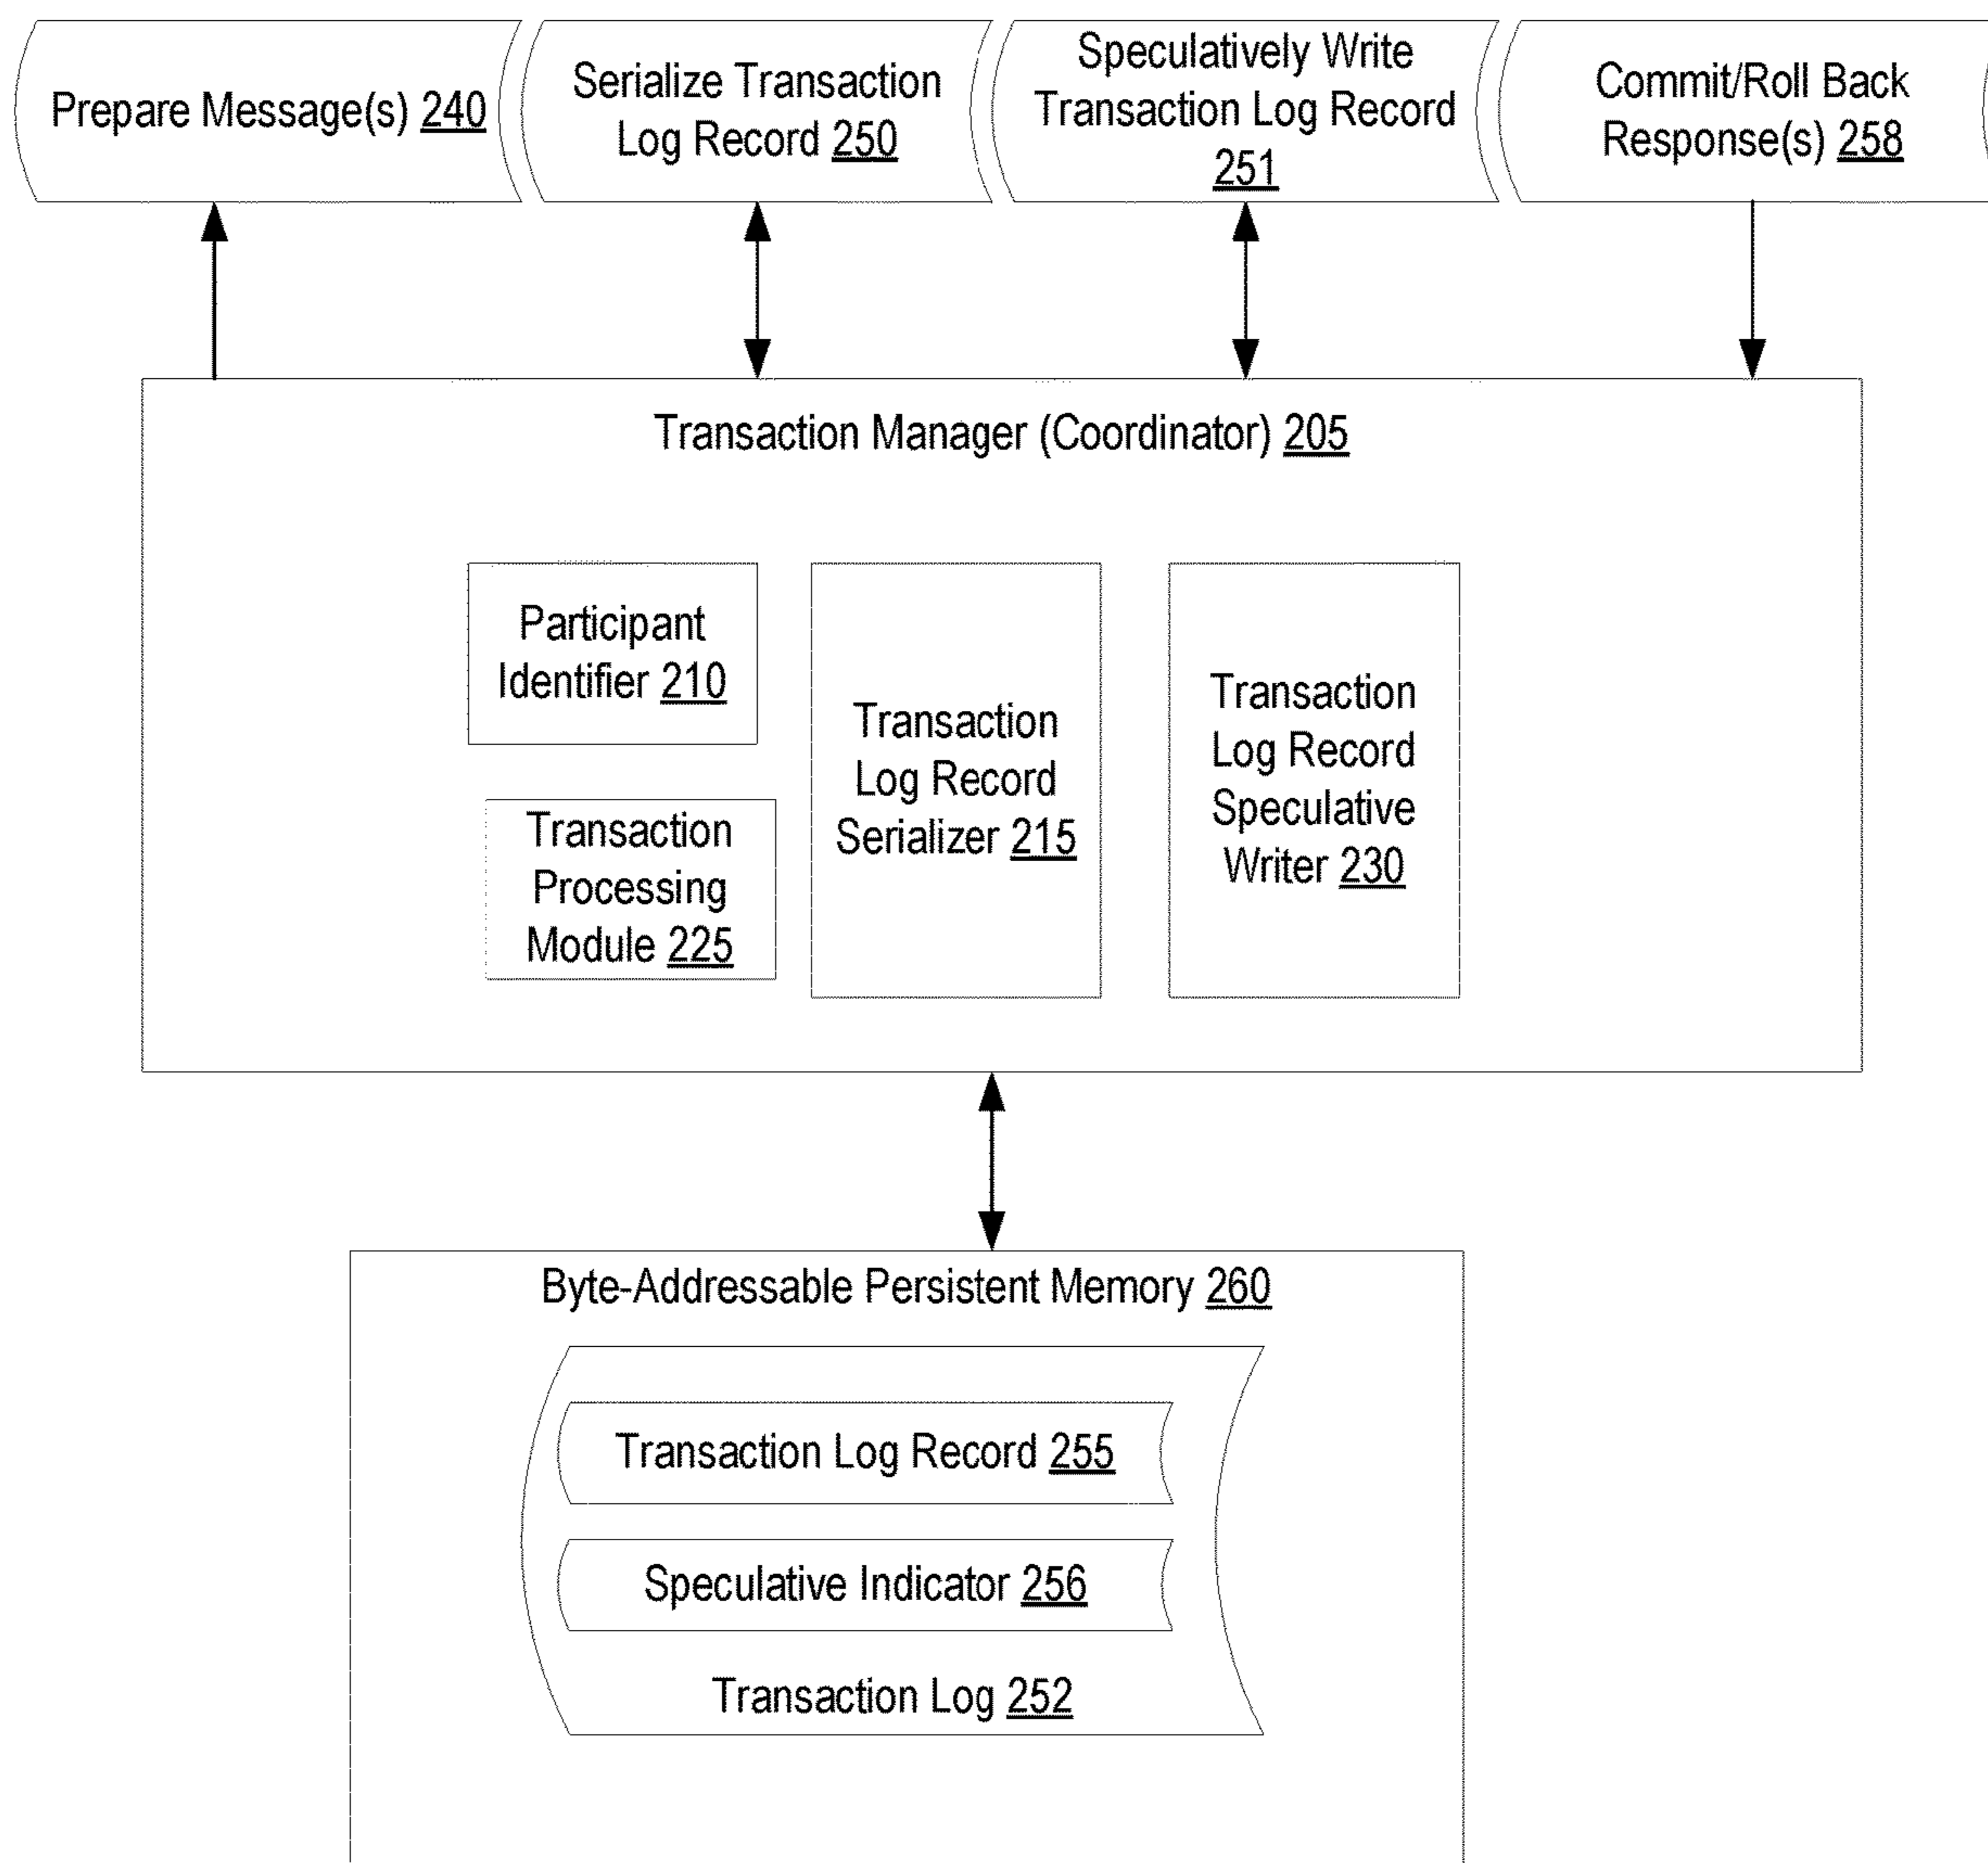 Prepare Message(s) 240
Serialize Transaction
Log Record 250
Speculatively Write
Transaction Log Record
251
Commit/Roll Back
Response(s) 258
Transaction Manager (Coordinator) 205
Participant
Identifier 210
Transaction
Processing
Module 225
Transaction
Log Record
Serializer 215
Transaction
Log Record
Speculative
Writer 230
Byte-Addressable Persistent Memory 260
Transaction Log Record 255
Speculative Indicator 256
Transaction Log 252